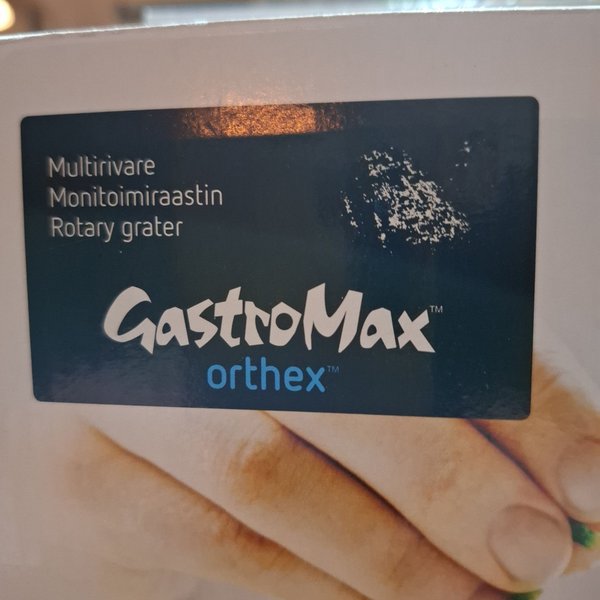 Multirivare
Monitoimiraastin
Rotary grater
GastroMax™
orthex™